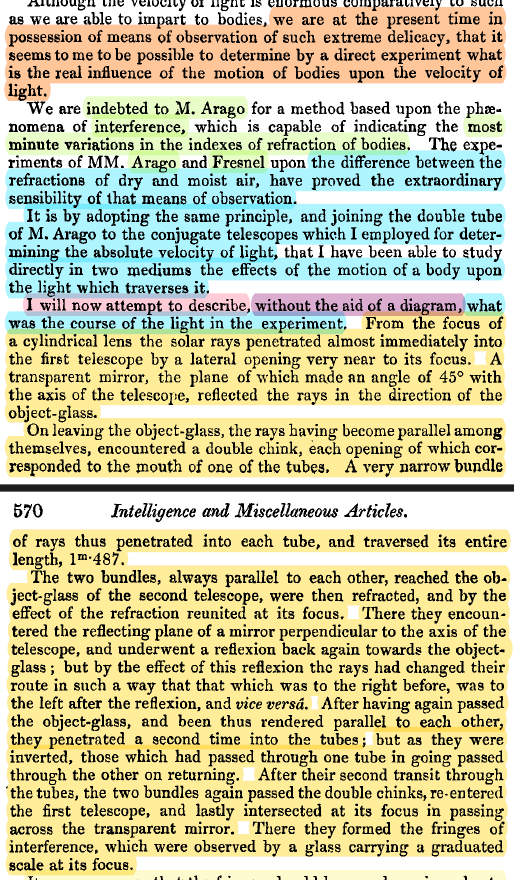 Although the velocity of light is enormous comparatively to such
as we are able to impart to bodies, we are at the present time in
possession of means of observation of such extreme delicacy, that it
seems to me to be possible to determine by a direct experiment what
is the real influence of the motion of bodies upon the velocity of
light.
We are indebted to M. Arago for a method based upon the phæ-
nomena of interference, which is capable of indicating the most
minute variations in the indexes of refraction of bodies. The expe-
riments of MM. Arago and Fresnel upon the difference between the
refractions of dry and moist air, have proved the extraordinary
sensibility of that means of observation.
It is by adopting the same principle, and joining the double tube
of M. Arago to the conjugate telescopes which I employed for deter-
mining the absolute velocity of light, that I have been able to study
directly in two mediums the effects of the motion of a body upon
the light which traverses it.
I will now attempt to describe, without the aid of a diagram, what
was the course of the light in the experiment. From the focus of
a cylindrical lens the solar rays penetrated almost immediately into
the first telescope by a lateral opening very near to its focus. A
transparent mirror, the plane of which made an angle of 45° with
the axis of the telescope, reflected the rays in the direction of the
object-glass.
On leaving the object-glass, the rays having become parallel among
themselves, encountered a double chink, each opening of which cor-
responded to the mouth of one of the tubes. A very narrow bundle
570 Intelligence and Miscellaneous Articles.
of rays thus penetrated into each tube, and traversed its entire
length, 1m·487.
The two bundles, always parallel to each other, reached the ob-
ject-glass of the second telescope, were then refracted, and by the
effect of the refraction reunited at its focus. There they encoun-
tered the reflecting plane of a mirror perpendicular to the axis of the
telescope, and underwent a reflexion back again towards the object-
glass; but by the effect of this reflexion the rays had changed their
route in such a way that that which was to the right before, was to
the left after the reflexion, and vice versâ. After having again passed
the object-glass, and been thus rendered parallel to each other,
they penetrated a second time into the tubes; but as they were
inverted, those which had passed through one tube in going passed
through the other on returning. After their second transit through
the tubes, the two bundles again passed the double chinks, re-entered
the first telescope, and lastly intersected at its focus in passing
across the transparent mirror. There they formed the fringes of
interference, which were observed by a glass carrying a graduated
scale at its focus.